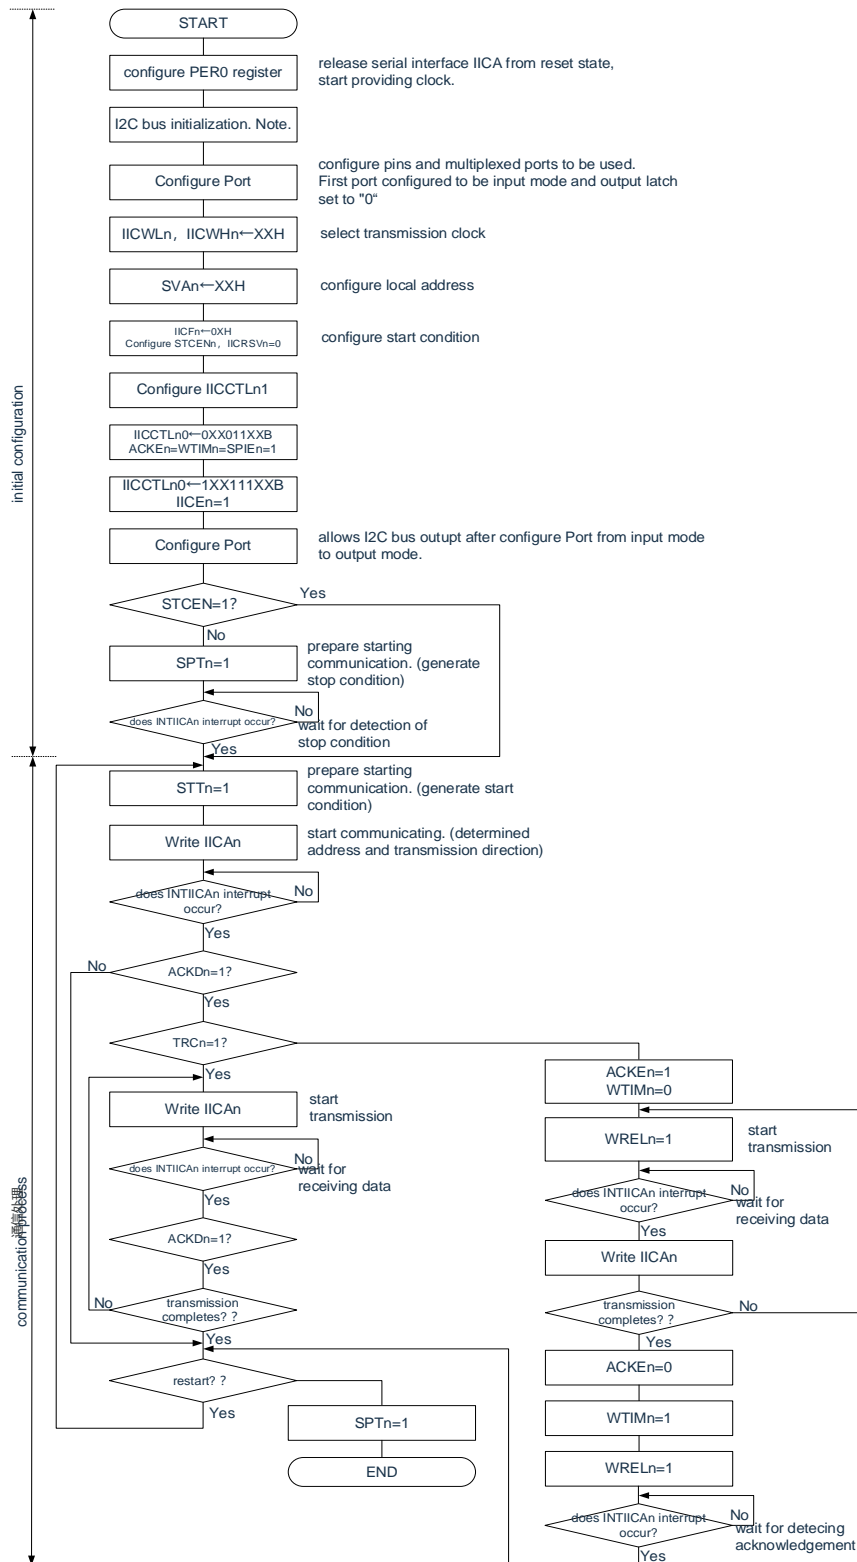 START
configure PER0 register
release serial interface IICA from reset state,
start providing clock.
I2C bus initialization. Note.
Configure Port
configure pins and multiplexed ports to be used.
First port configured to be input mode and output latch
set to "0“
IICWLn，IICWHn←XXH
select transmission clock
SVAn←XXH
configure local address
IICFn←0XH
Configure STCENn，IICRSVn=0
configure start condition
Configure IICCTLn1
IICCTLn0←0XX011XXB
ACKEn=WTIMn=SPIEn=1
IICCTLn0←1XX111XXB
IICEn=1
Configure Port
allows I2C bus outupt after configure Port from input mode
to output mode.
initial configuration
STCEN=1？
Yes
No
SPTn=1
prepare starting
communication. (generate
stop condition)
does INTIICAn interrupt occur？
No
wait for detection of
stop condition
Yes
STTn=1
prepare starting
communication. (generate start
condition)
Write IICAn
start communicating. (determined
address and transmission direction)
does INTIICAn interrupt
occur？
No
Yes
ACKDn=1？
No
Yes
TRCn=1？
Yes
Write IICAn
start
transmission
does INTIICAn interrupt occur？
No
wait for
receiving data
Yes
ACKDn=1？
Yes
transmission
completes？？
No
Yes
restart？？
Yes
SPTn=1
END
communication process
通信处理
ACKEn=1
WTIMn=0
WRELn=1
start
transmission
does INTIICAn interrupt
occur？
No
wait for
receiving data
Yes
Write IICAn
transmission
completes？？
No
Yes
ACKEn=0
WTIMn=1
WRELn=1
does INTIICAn interrupt
occur？
No
wait for detecing
acknowledgement
Yes